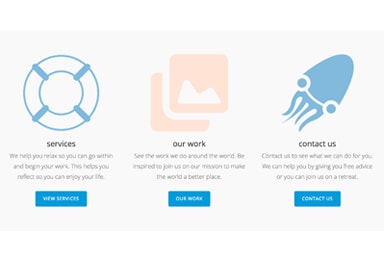 services
We help you relax so you can go within
and begin your work. This helps you
reflect so you can enjoy your life.
VIEW SERVICES
our work
See the work we do around the world. Be
inspired to join us on our mission to make
the world a better place.
OUR WORK
contact us
Contact us to see what we can do for you.
We can help you by giving you free advice
or you can join us on a retreat.
CONTACT US